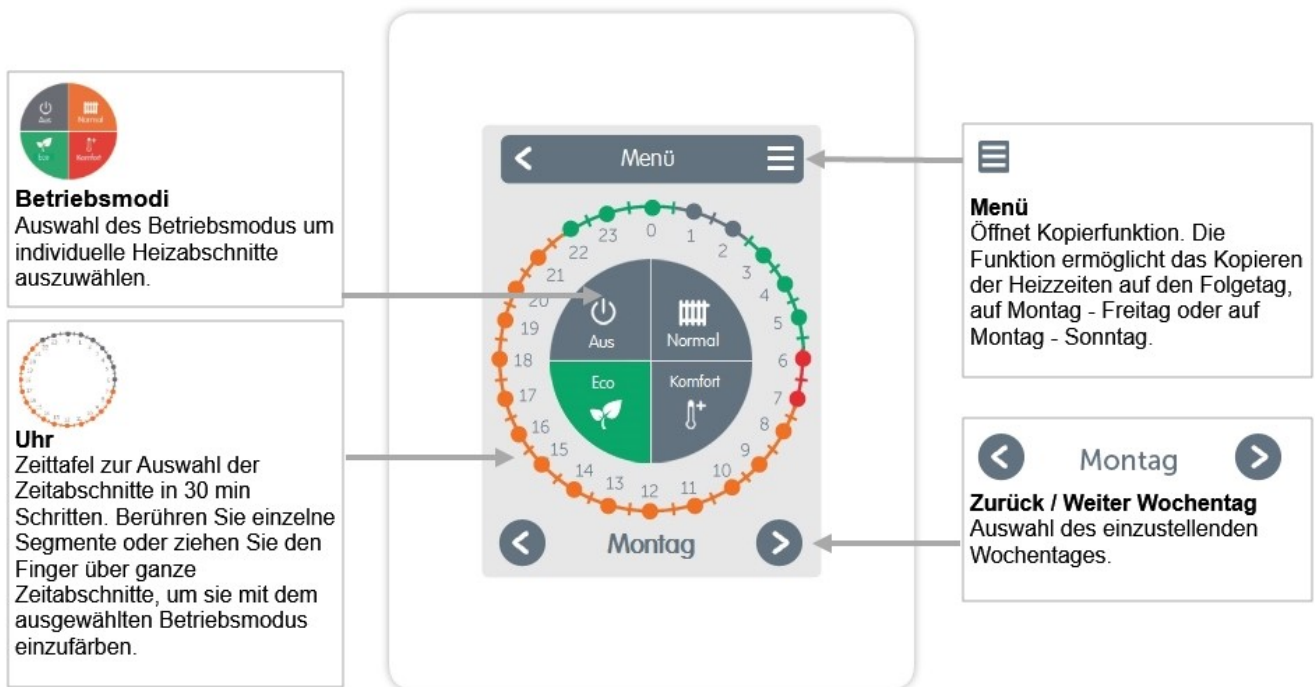 Aus
Normal
Eco
Komfort
Betriebsmodi
Auswahl des Betriebsmodus um
individuelle Heizabschnitte
auszuwählen.
Uhr
Zeittafel zur Auswahl der
Zeitabschnitte in 30 min
Schritten. Berühren Sie einzelne
Segmente oder ziehen Sie den
Finger über ganze
Zeitabschnitte, um sie mit dem
ausgewählten Betriebsmodus
einzufärben.
Menü
0
1
2
3
4
5
6
7
8
9
10
11
12
13
14
15
16
17
18
19
20
21
22
23
Aus
Normal
Eco
Komfort
Montag
Menü
Öffnet Kopierfunktion. Die
Funktion ermöglicht das Kopieren
der Heizzeiten auf den Folgetag,
auf Montag - Freitag oder auf
Montag - Sonntag.
Montag
Zurück / Weiter Wochentag
Auswahl des einzustellenden
Wochentages.